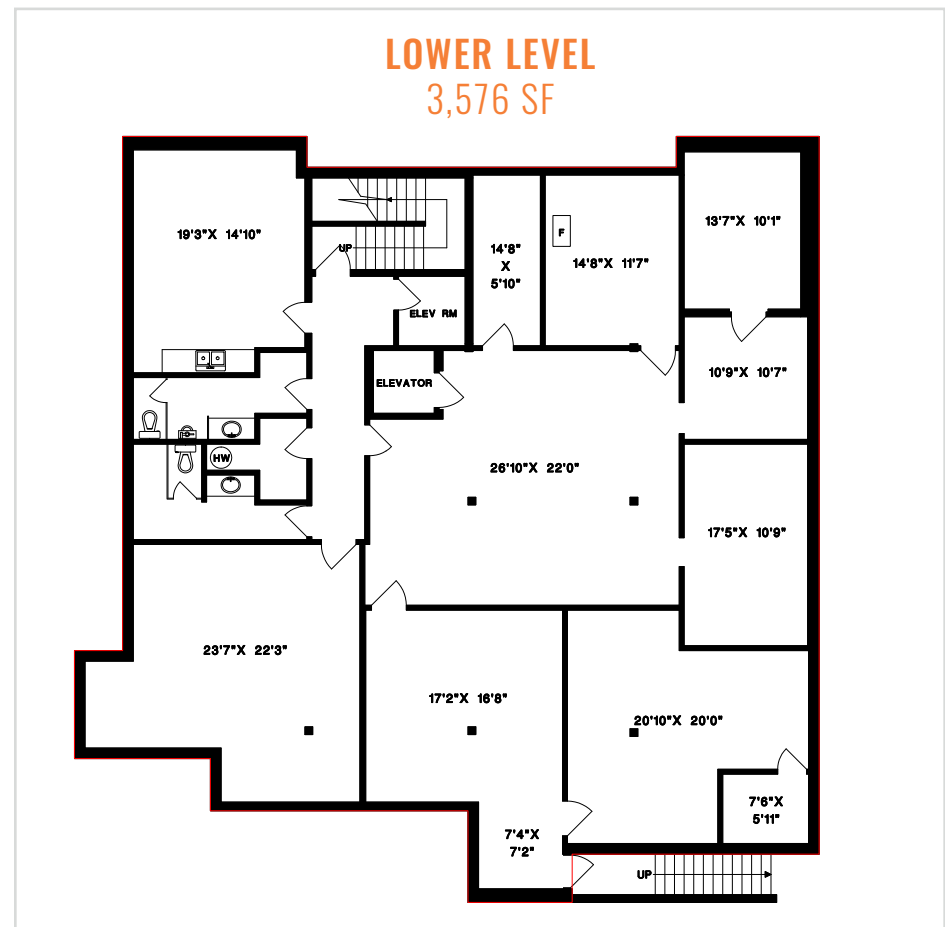 LOWER LEVEL
3,576 SF
19'3"X 14'10"
UP
14'8"
X
5'10"
F
14'8"X 11'7"
13'7"X 10'1"
ELEV RM
ELEVATOR
10'9"X 10'7"
HW
26'10"X 22'0"
17'5"X 10'9"
23'7"X 22'3"
17'2"X 16'8"
20'10"X 20'0"
7'6"X
5'11"
7'4"X
7'2"
UP